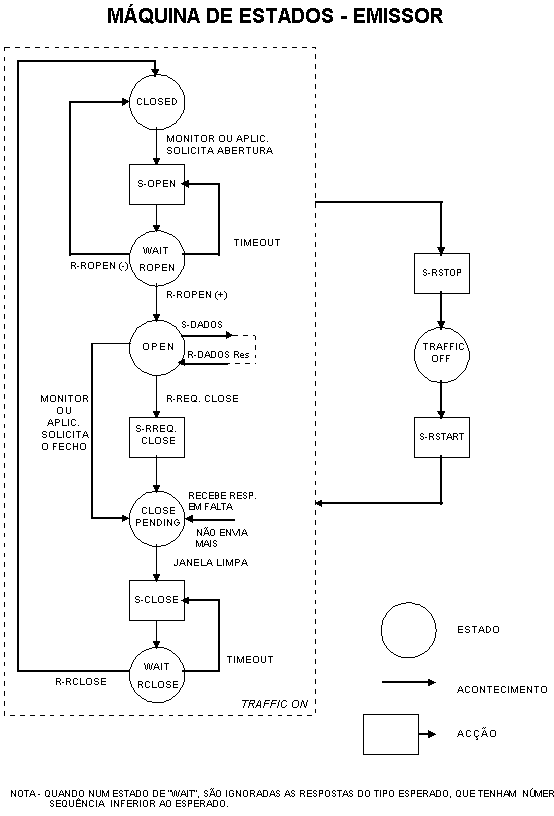 MÁQUINA DE ESTADOS - EMISSOR
CLOSED
MONITOR OU APLIC.
SOLICITA ABERTURA
S-OPEN
WAIT
ROPEN
TIMEOUT
R-ROPEN (-)
R-ROPEN (+)
S-DADOS
OPEN
R-DADOS Res
R-REQ. CLOSE
MONITOR
OU
APLIC.
SOLICITA
O FECHO
S-RREQ.
CLOSE
RECEBE RESP.
EM FALTA
CLOSE
PENDING
NÃO ENVIA
MAIS
JANELA LIMPA
S-CLOSE
WAIT
RCLOSE
TIMEOUT
R-RCLOSE
TRAFFIC ON
S-RSTOP
TRAFFIC
OFF
S-RSTART
ESTADO
ACONTECIMENTO
ACÇÃO
NOTA - QUANDO NUM ESTADO DE "WAIT", SÃO IGNORADAS AS RESPOSTAS DO TIPO ESPERADO, QUE TENHAM NÚMER
SEQUÊNCIA INFERIOR AO ESPERADO.